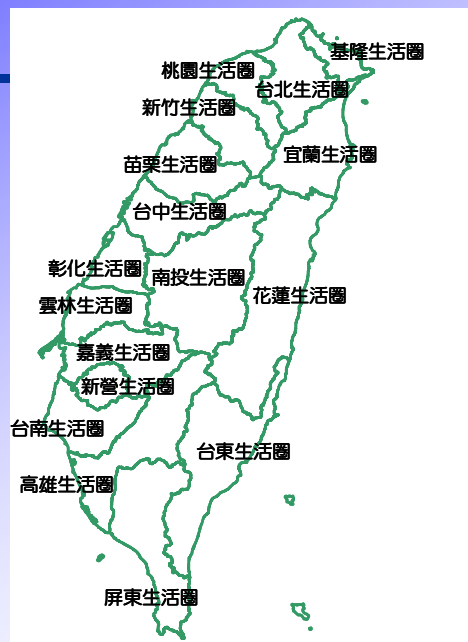 基隆生活圈
桃園生活圈
台北生活圈
新竹生活圈
宜蘭生活圈
苗栗生活圈
台中生活圈
彰化生活圈
南投生活圈
花蓮生活圈
雲林生活圈
嘉義生活圈
新營生活圈
台南生活圈
台東生活圈
高雄生活圈
屏東生活圈